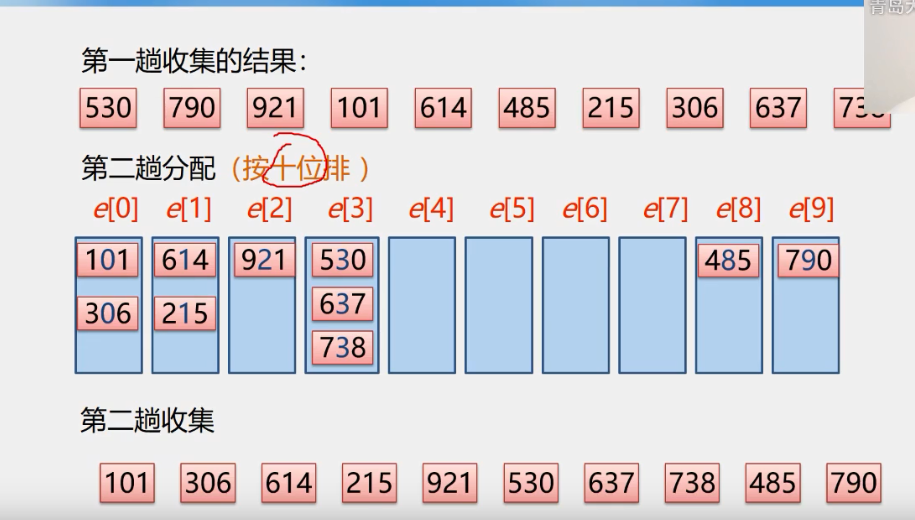 青岛
第一趟收集的结果：
530 790 921 101 614 485 215 306 637 738
第二趟分配（按十位排 ）
e[0] e[1] e[2] e[3] e[4] e[5] e[6] e[7] e[8] e[9]
101 614 921 530 485 790
306 215 637
738
第二趟收集
101 306 614 215 921 530 637 738 485 790